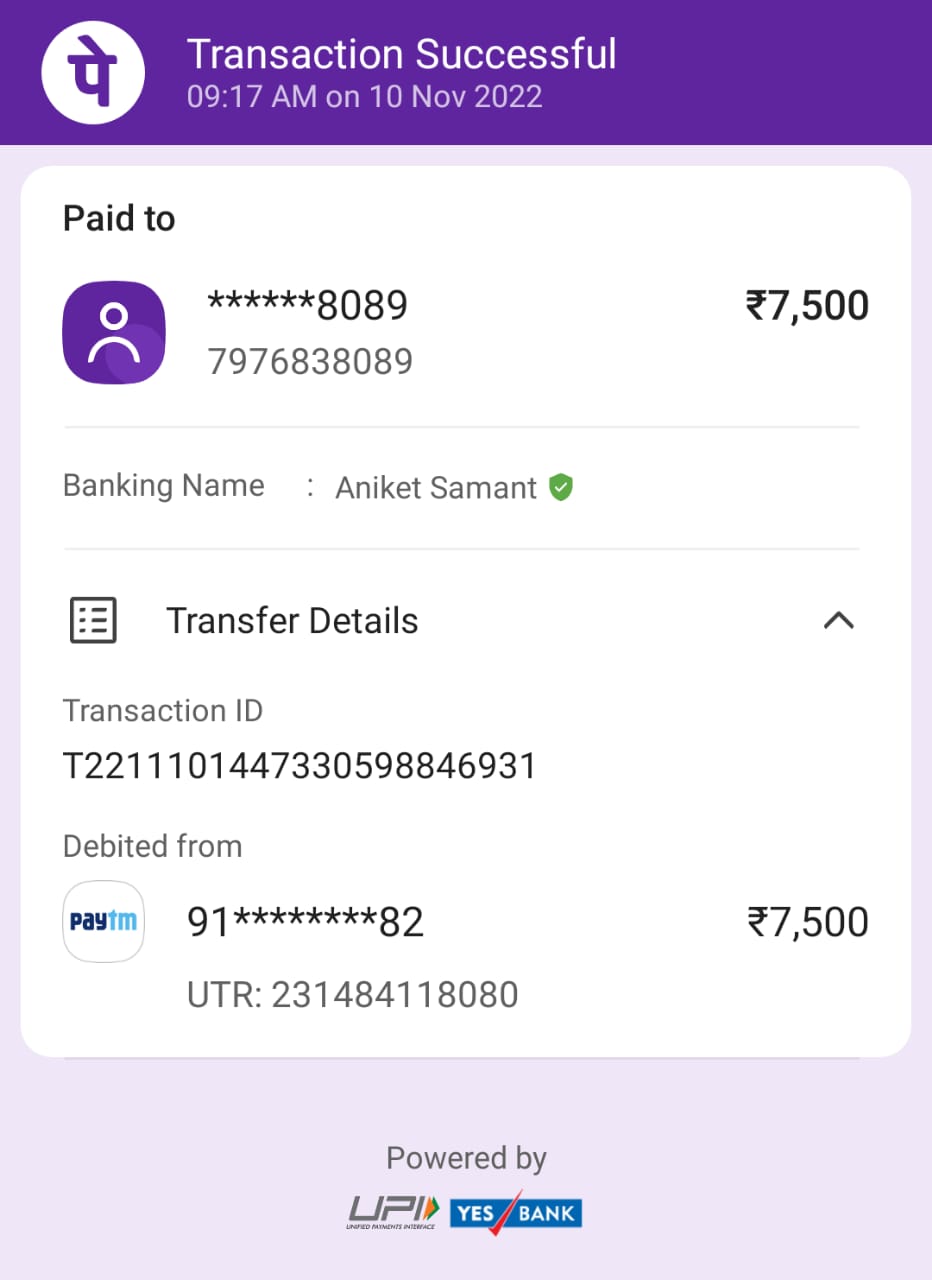 पे
Transaction Successful
09:17 AM on 10 Nov 2022
Paid to
******8089 ₹7,500
7976838089
Banking Name : Aniket Samant
Transfer Details
Transaction ID
T2211101447330598846931
Debited from
paytm 91********82 ₹7,500
UTR: 231484118080
Powered by
UPI YES BANK
UNIFIED PAYMENTS INTERFACE